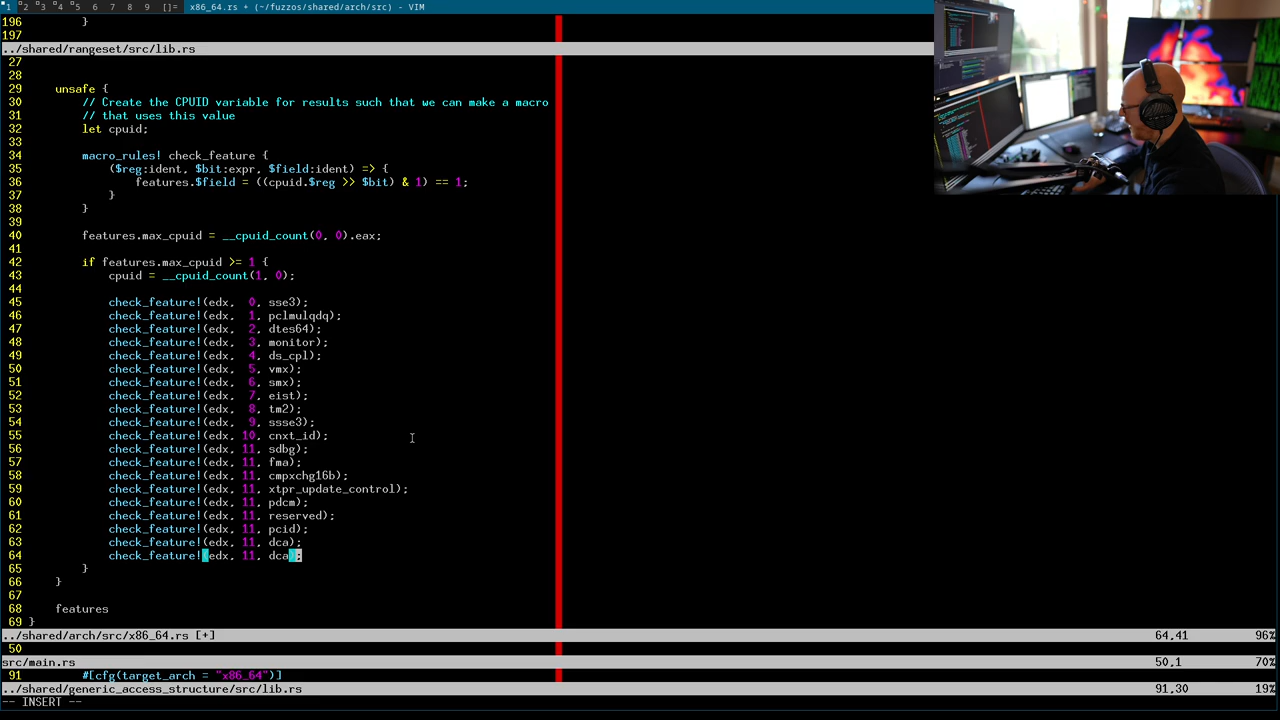 1 2 3 4 5 6 7 8 9 []= x86_64.rs + (~/fuzzos/shared/arch/src) - VIM
196         }
197
../shared/rangeset/src/lib.rs
27
28
29     unsafe {
30         // Create the CPUID variable for results such that we can make a macro
31         // that uses this value
32         let cpuid;
33
34         macro_rules! check_feature {
35             ($reg:ident, $bit:expr, $field:ident) => {
36                 features.$field = ((cpuid.$reg >> $bit) & 1) == 1;
37             }
38         }
39
40         features.max_cpuid = __cpuid_count(0, 0).eax;
41
42         if features.max_cpuid >= 1 {
43             cpuid = __cpuid_count(1, 0);
44
45             check_feature!(edx,  0, sse3);
46             check_feature!(edx,  1, pclmulqdq);
47             check_feature!(edx,  2, dtes64);
48             check_feature!(edx,  3, monitor);
49             check_feature!(edx,  4, ds_cpl);
50             check_feature!(edx,  5, vmx);
51             check_feature!(edx,  6, smx);
52             check_feature!(edx,  7, eist);
53             check_feature!(edx,  8, tm2);
54             check_feature!(edx,  9, ssse3);
55             check_feature!(edx, 10, cnxt_id);
56             check_feature!(edx, 11, sdbg);
57             check_feature!(edx, 11, fma);
58             check_feature!(edx, 11, cmpxchg16b);
59             check_feature!(edx, 11, xtpr_update_control);
60             check_feature!(edx, 11, pdcm);
61             check_feature!(edx, 11, reserved);
62             check_feature!(edx, 11, pcid);
63             check_feature!(edx, 11, dca);
64             check_feature!(edx, 11, dca);
65         }
66     }
67
68     features
69 }
../shared/arch/src/x86_64.rs [+] 64,41 96%
50
src/main.rs 50,1 70%
91         #[cfg(target_arch = "x86_64")]
../shared/generic_access_structure/src/lib.rs 91,30 19%
-- INSERT --